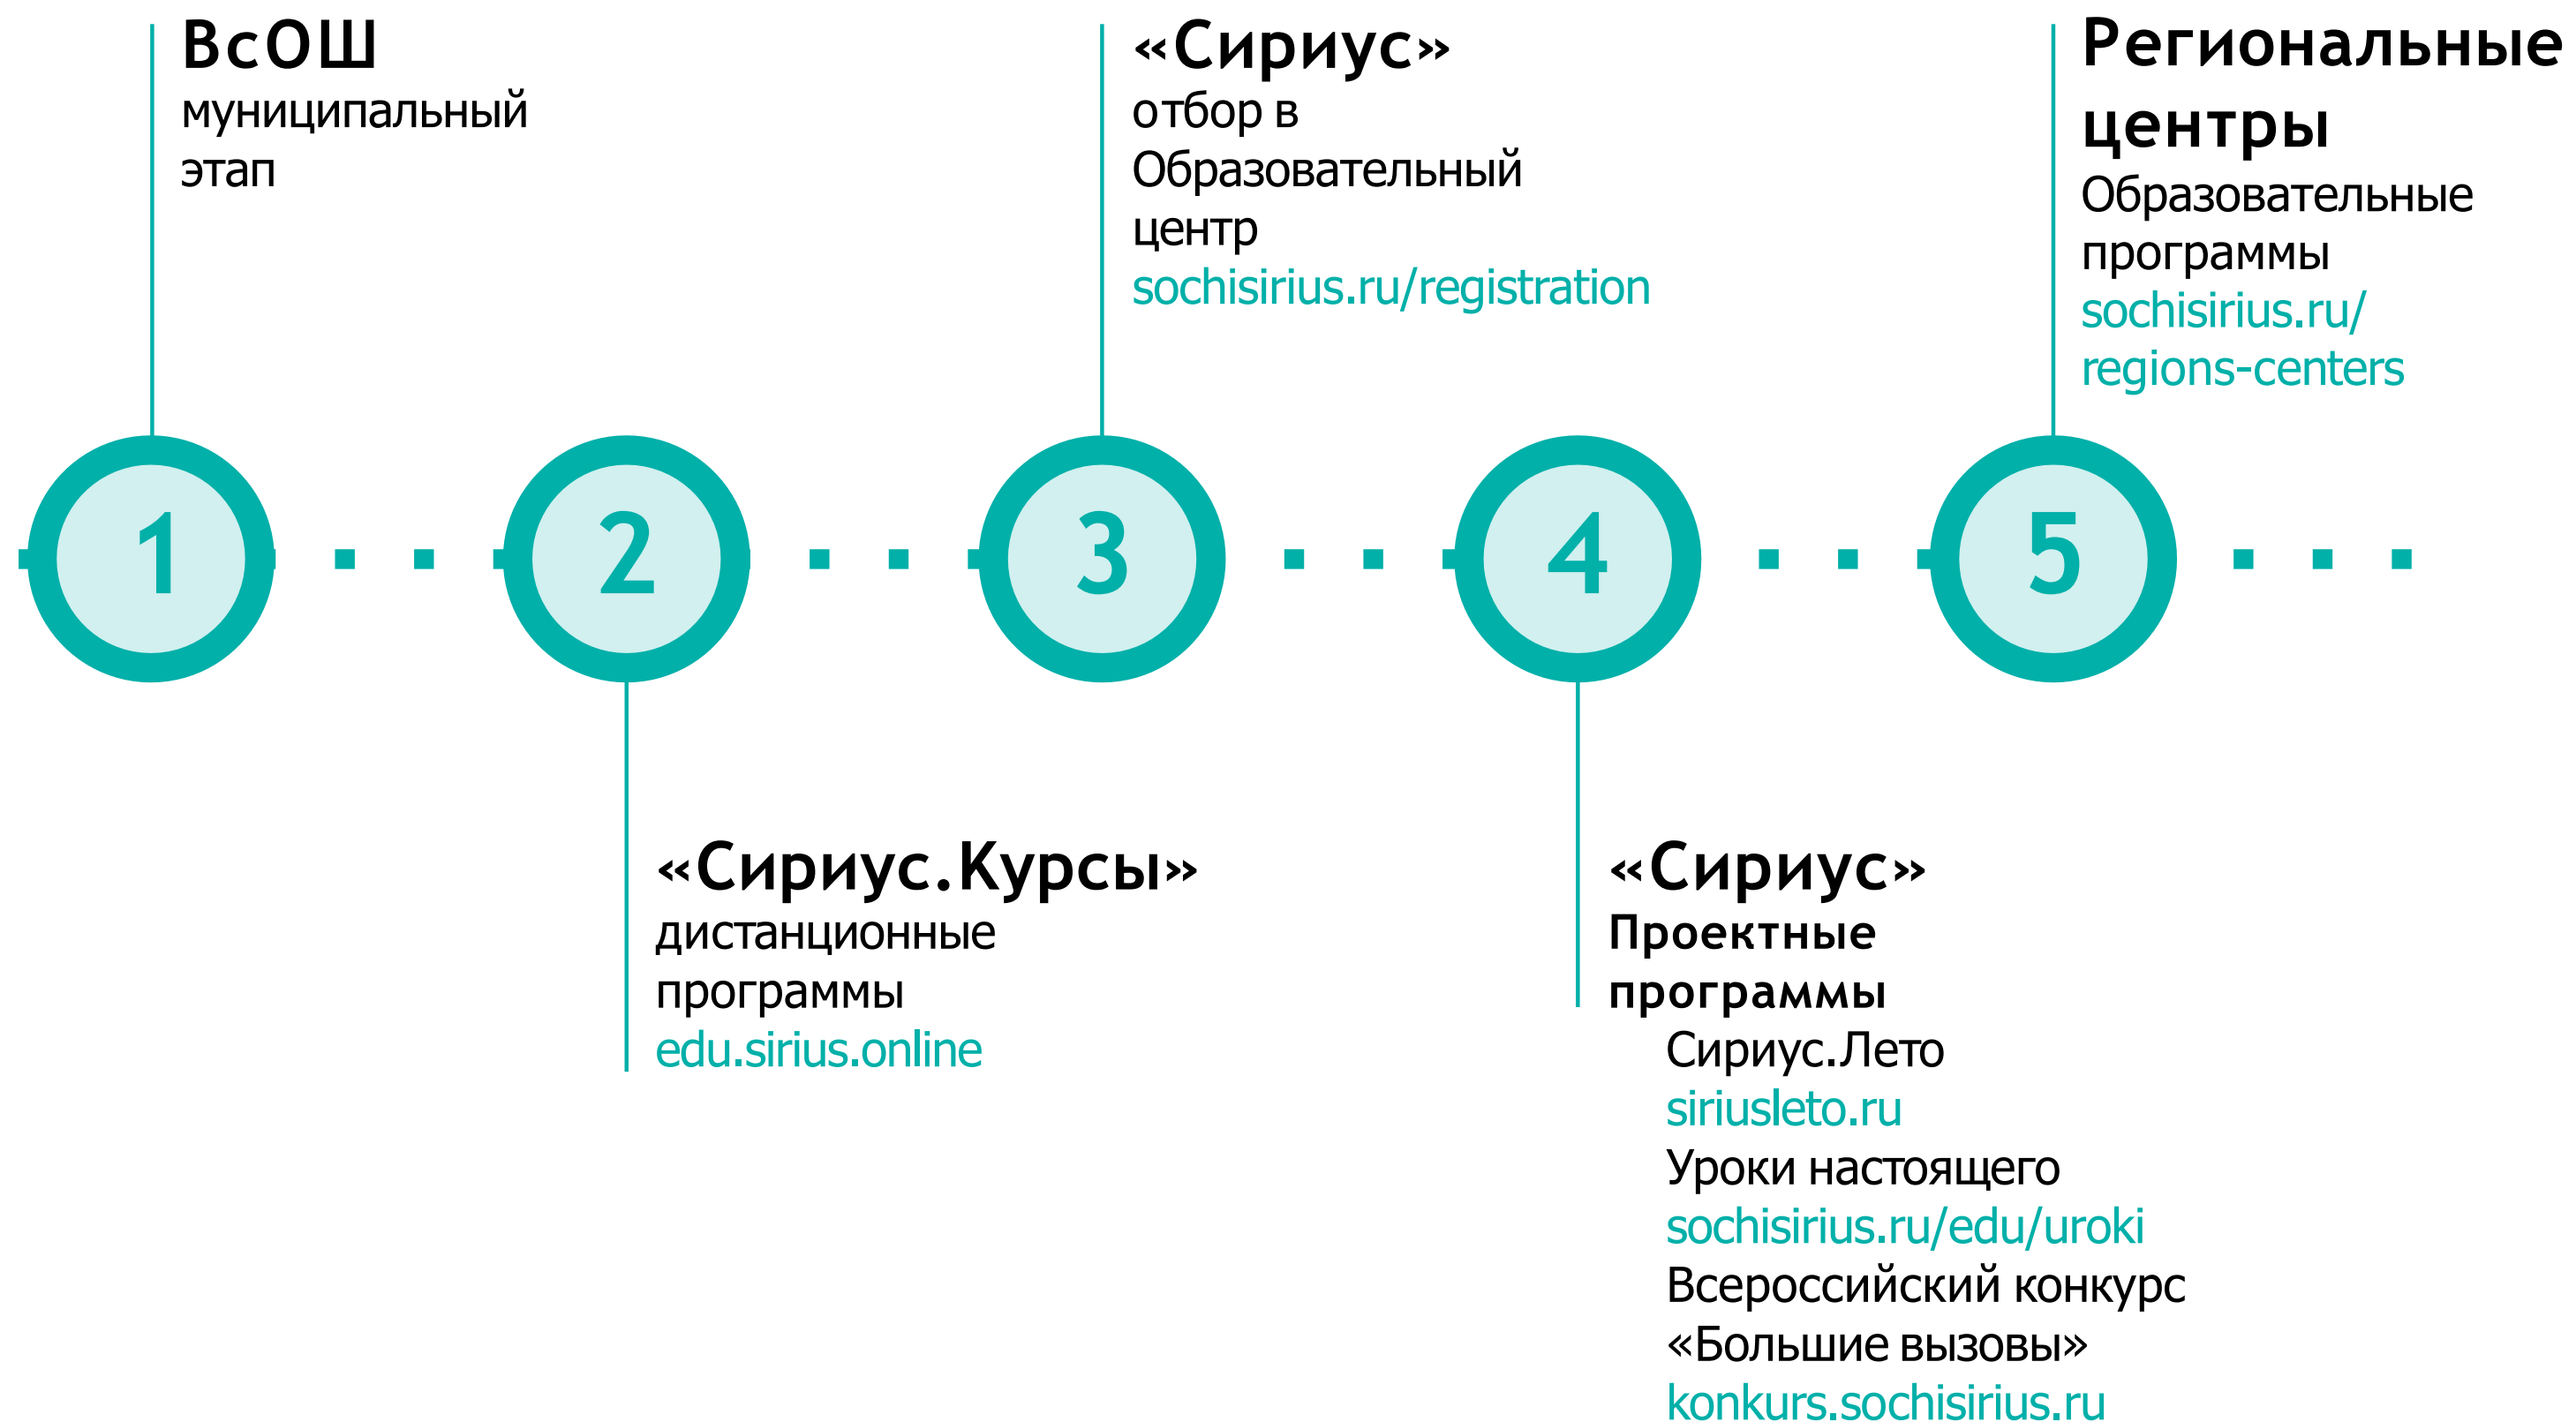 ВсОШ
муниципальный
этап
1
2
«Сириус.Курсы»
дистанционные
программы
edu.sirius.online
«Сириус»
отбор в
Образовательный
центр
sochisirius.ru/registration
3
4
«Сириус»
Проектные
программы
Сириус.Лето
siriusleto.ru
Уроки настоящего
sochisirius.ru/edu/uroki
Всероссийский конкурс
«Большие вызовы»
konkurs.sochisirius.ru
Региональные
центры
Образовательные
программы
sochisirius.ru/
regions-centers
5